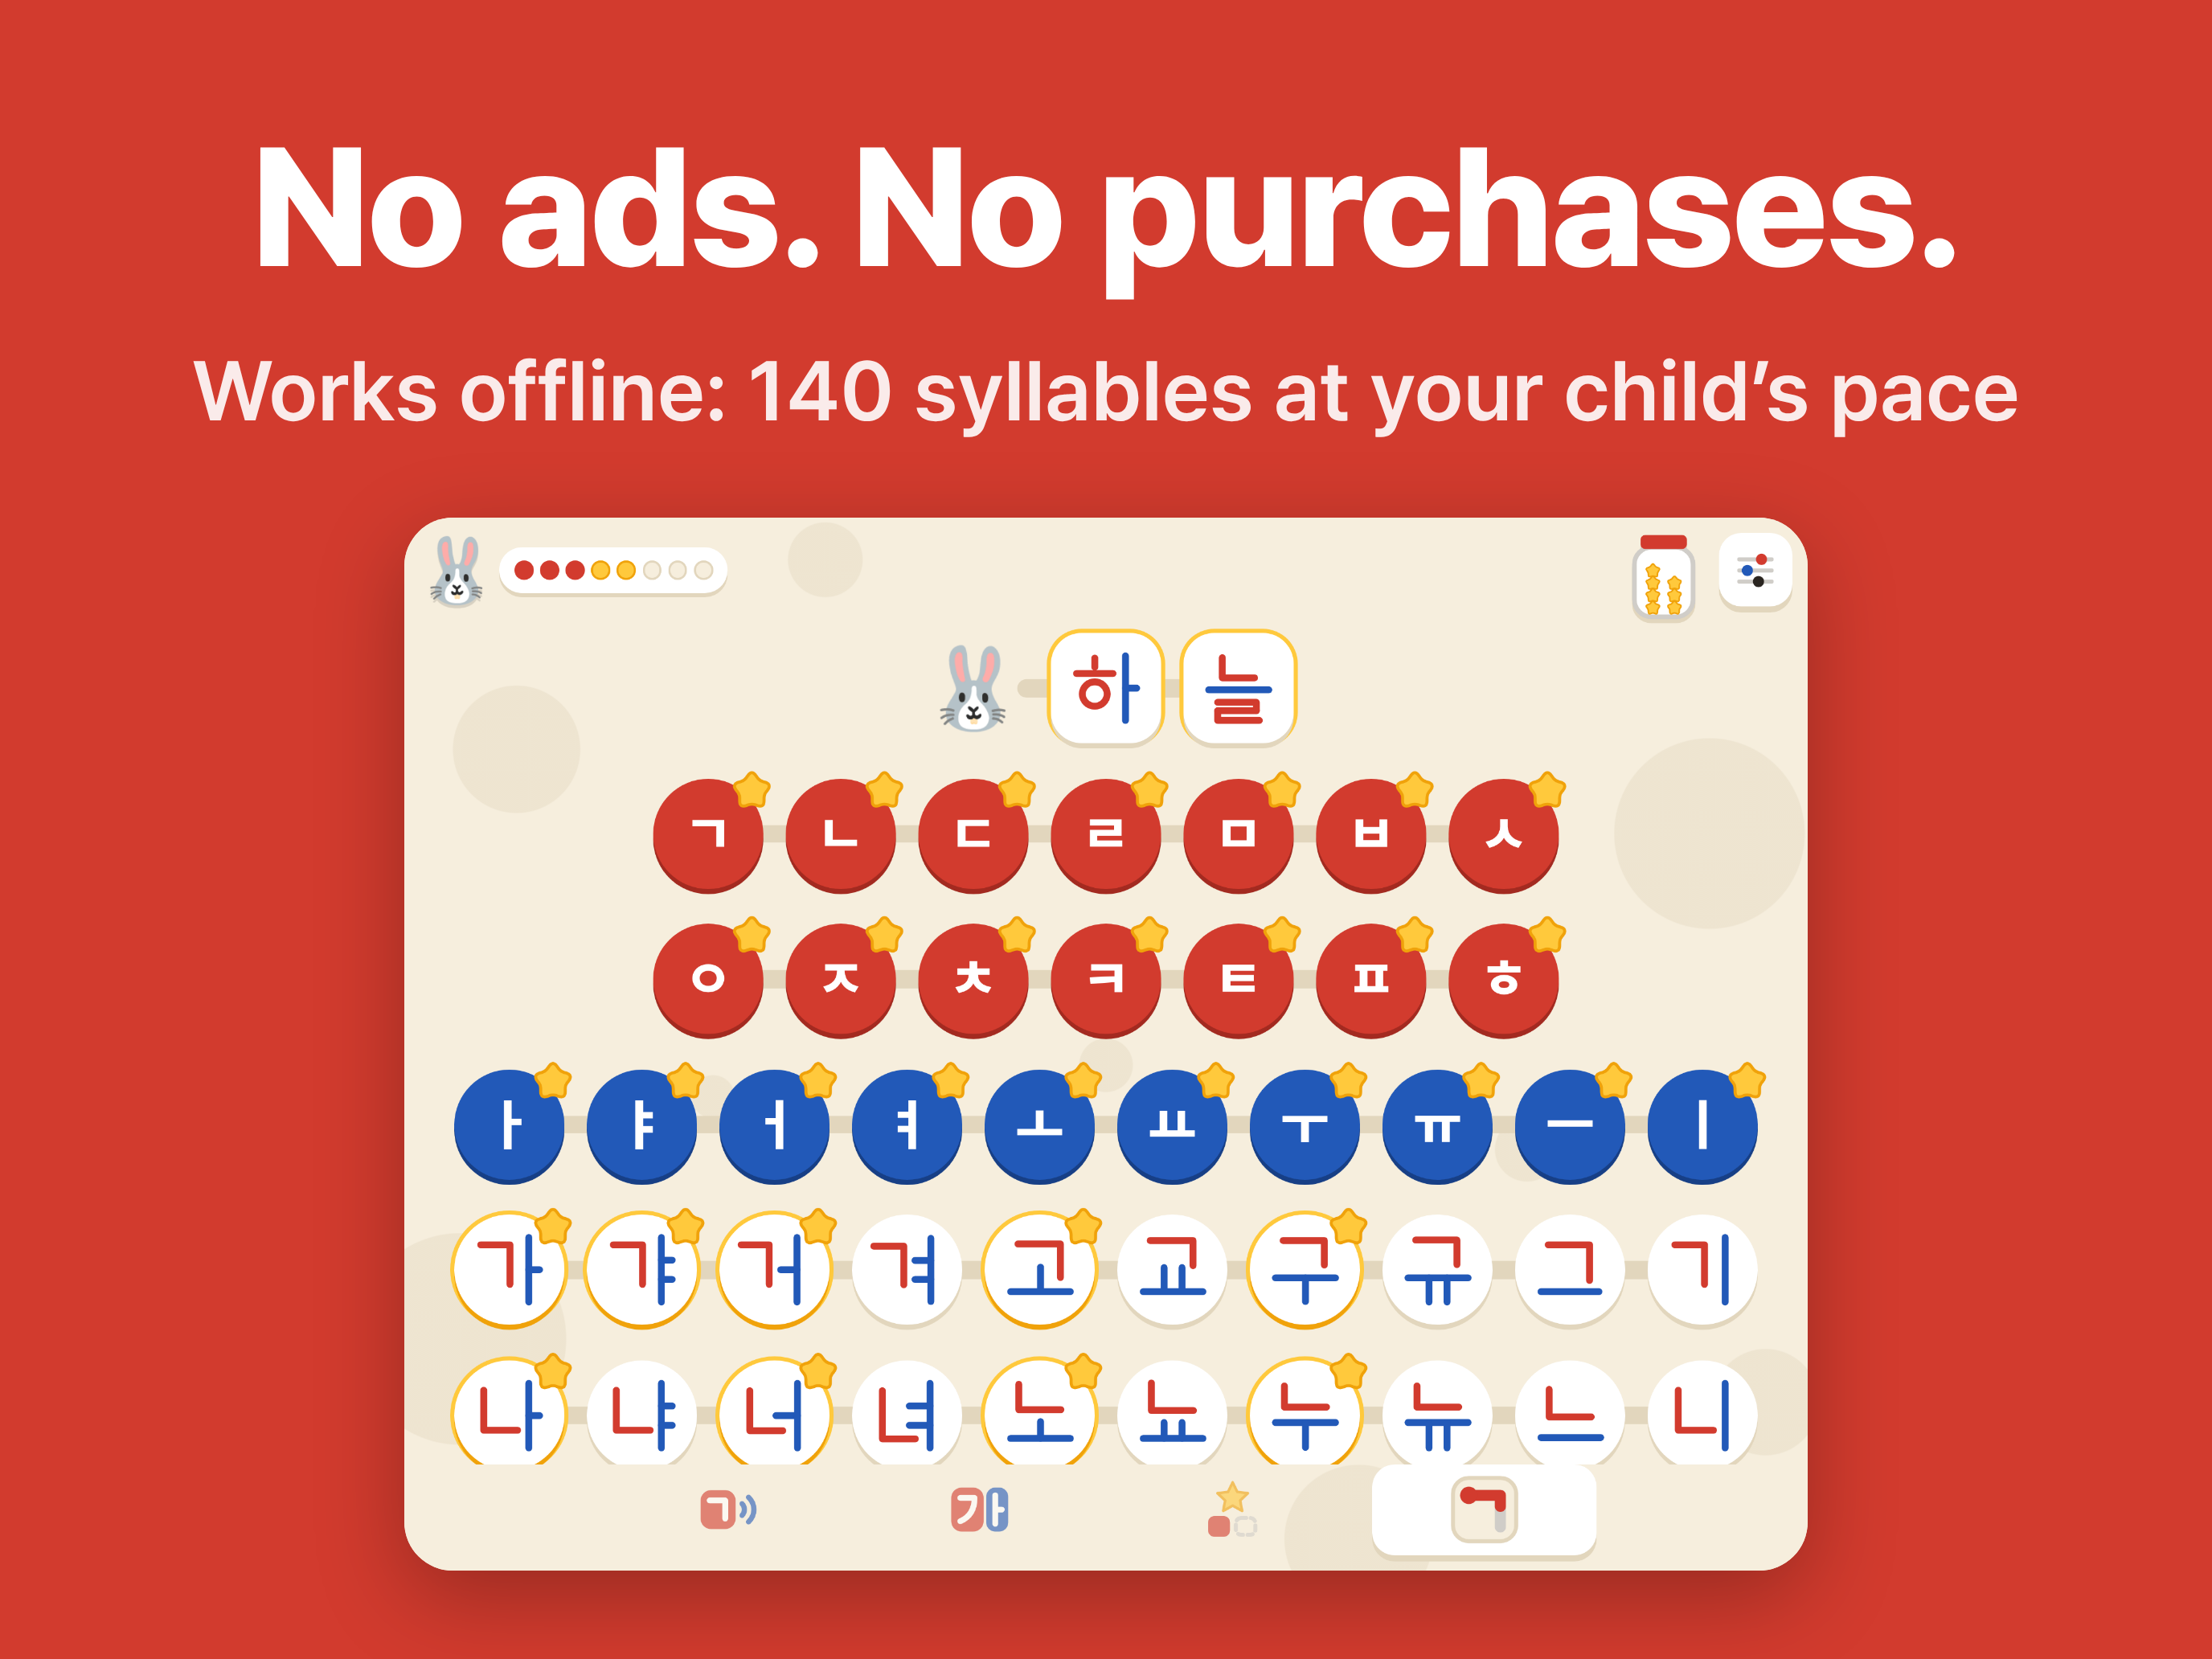 No ads. No purchases.
Works offline: 140 syllables at your child's pace
하 늘
ㄱ ㄴ ㄷ ㄹ ㅁ ㅂ ㅅ
ㅇ ㅈ ㅊ ㅋ ㅌ ㅍ ㅎ
ㅏ ㅑ ㅓ ㅕ ㅗ ㅛ ㅜ ㅠ ㅡ ㅣ
가 갸 거 겨 고 교 구 규 그 기
나 냐 너 녀 노 뇨 누 뉴 느 니
ㄱ 가